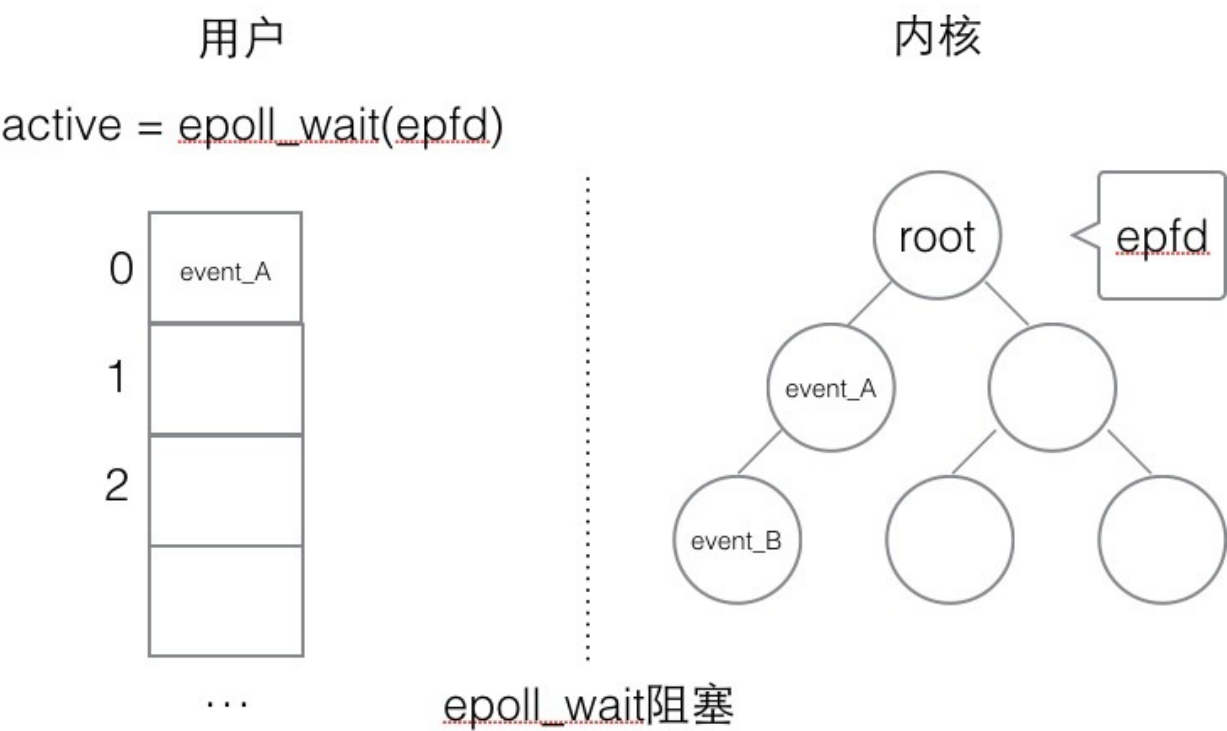 用户
内核
active = epoll_wait(epfd)
root
epfd
0
event_A
1
event_A
2
event_B
...
epoll_wait阻塞